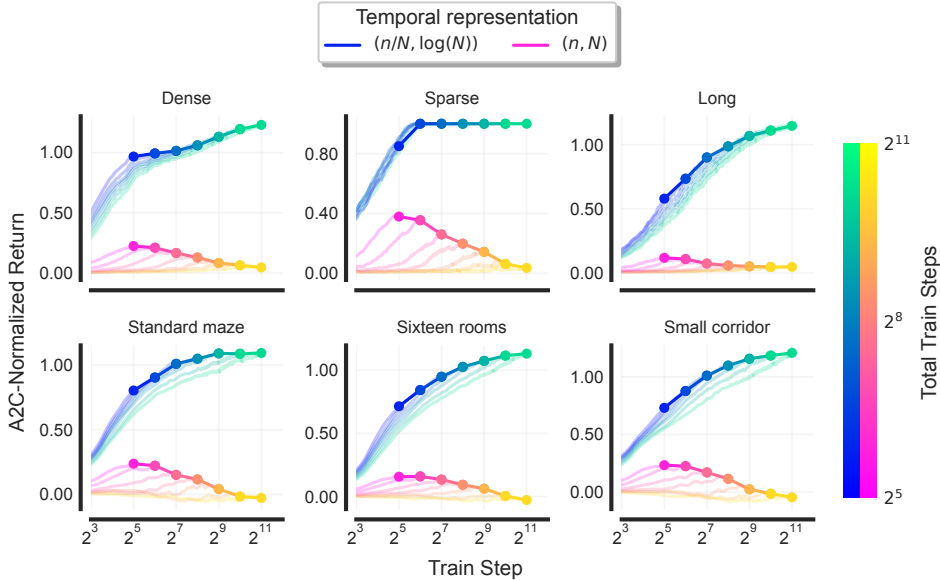 Temporal representation
(n/N, log(N)) (n, N)
Dense Sparse Long
1.00 0.50 0.00
0.80 0.40 0.00
1.00 0.50 0.00
Standard maze Sixteen rooms Small corridor
1.00 0.50 0.00
1.00 0.50 0.00
1.00 0.50 0.00
2^3 2^5 2^7 2^9 2^11 2^3 2^5 2^7 2^9 2^11 2^3 2^5 2^7 2^9 2^11
Train Step
A2C-Normalized Return
2^11
2^8
2^5
Total Train Steps